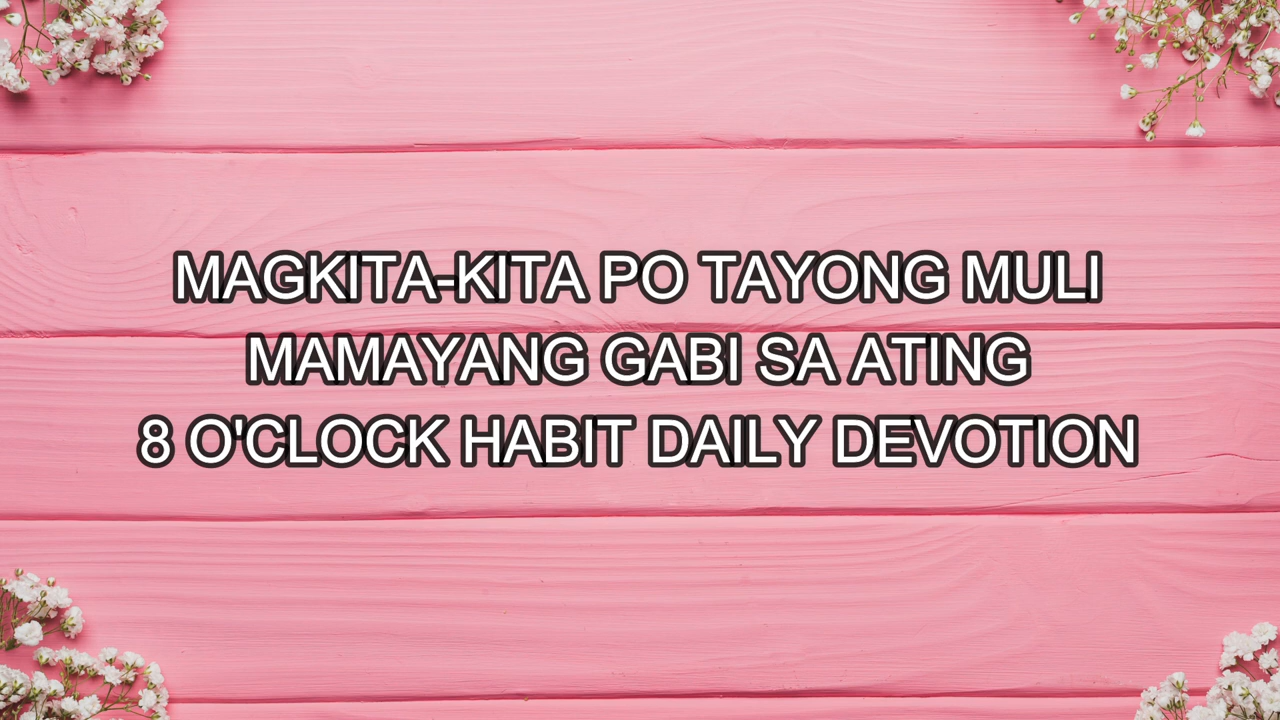 MAGKITA-KITA PO TAYONG MULI
MAMAYANG GABI SA ATING
8 O'CLOCK HABIT DAILY DEVOTION